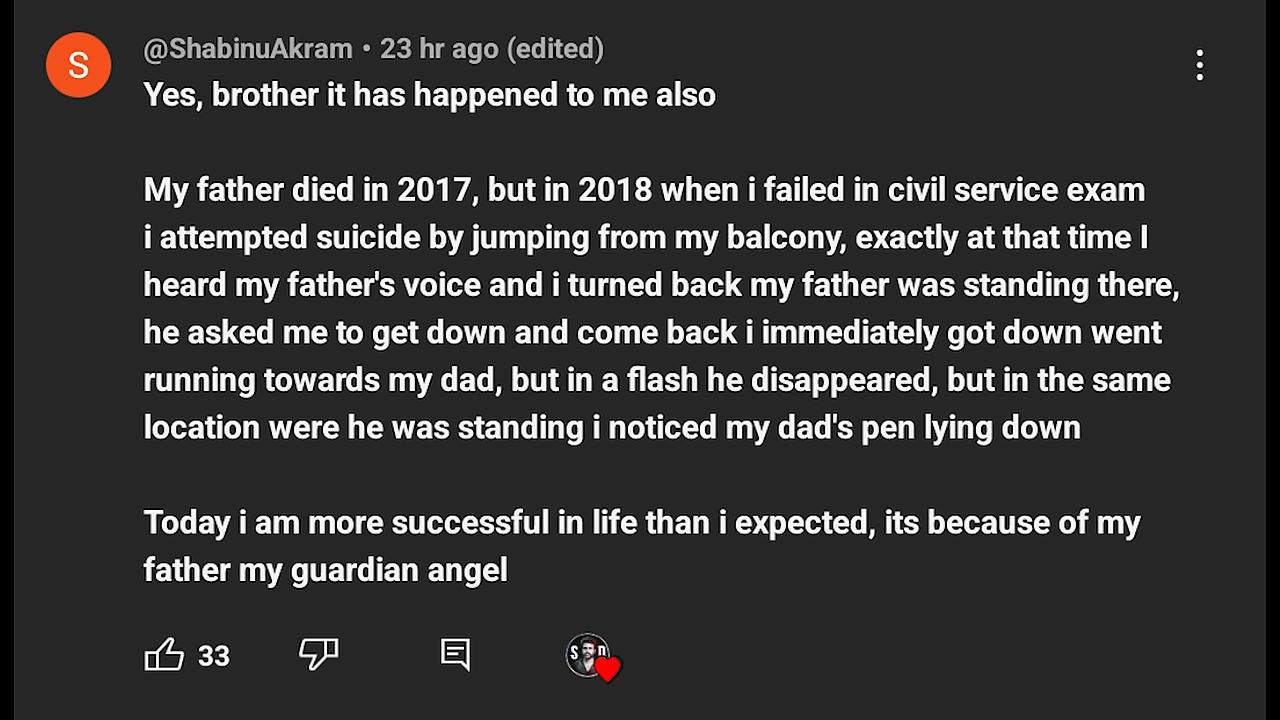 S
@ShabinuAkram • 23 hr ago (edited)
Yes, brother it has happened to me also
My father died in 2017, but in 2018 when i failed in civil service exam
i attempted suicide by jumping from my balcony, exactly at that time I
heard my father's voice and i turned back my father was standing there,
he asked me to get down and come back i immediately got down went
running towards my dad, but in a flash he disappeared, but in the same
location were he was standing i noticed my dad's pen lying down
Today i am more successful in life than i expected, its because of my
father my guardian angel
33
S n